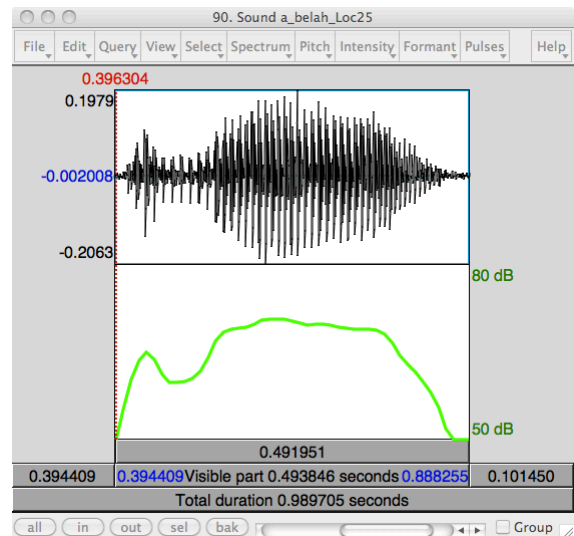 90. Sound a_belah_Loc25
File Edit Query View Select Spectrum Pitch Intensity Formant Pulses Help
0.396304
0.1979
-0.002008
-0.2063
80 dB
50 dB
0.491951
0.394409 0.394409 Visible part 0.493846 seconds 0.888255 0.101450
Total duration 0.989705 seconds
all in out sel bak Group